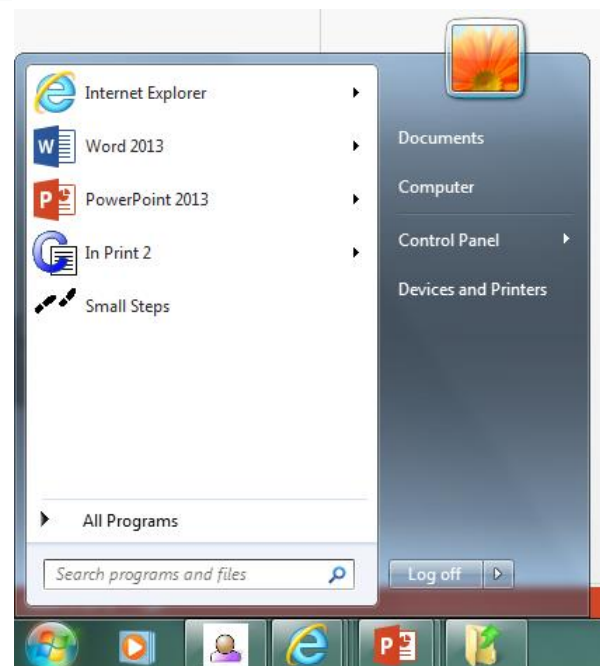 Internet Explorer
Word 2013
PowerPoint 2013
In Print 2
Small Steps
All Programs
Search programs and files
Documents
Computer
Control Panel
Devices and Printers
Log off